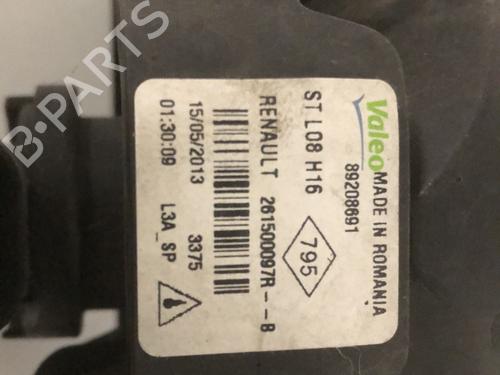 B-PARTS
Valeo
MADE IN ROMANIA
89208691
ST L08 H16
795
RENAULT 261500097R--B
15/05/2013 3375
01:30:09 L3A_SP